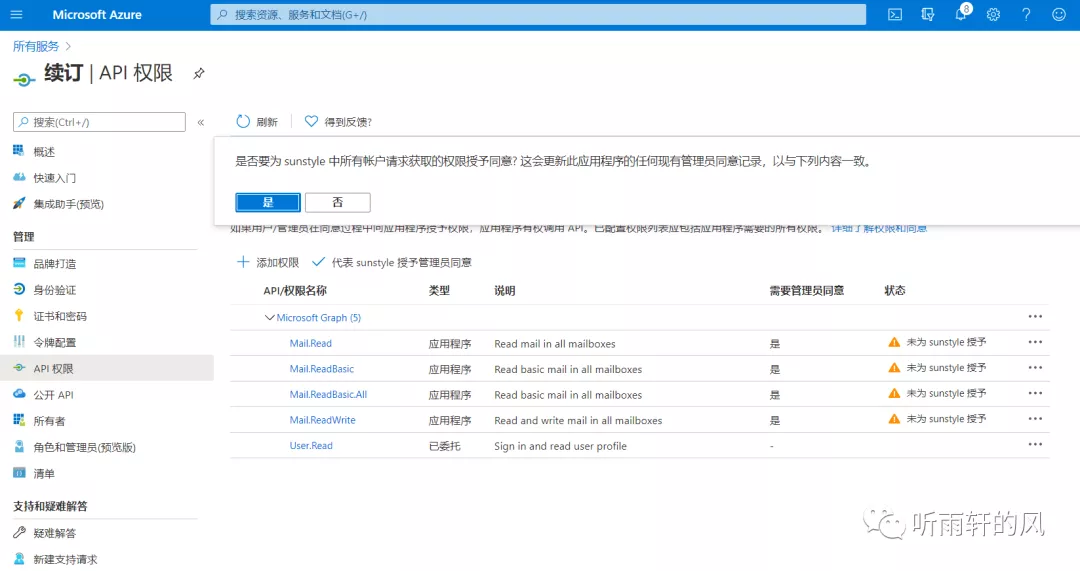 Microsoft Azure
搜索资源、服务和文档(G+/)
8
所有服务
续订 | API 权限
搜索(Ctrl+/)
«
刷新
得到反馈?
概述
快速入门
集成助手(预览)
管理
品牌打造
身份验证
证书和密码
令牌配置
API 权限
公开 API
所有者
角色和管理员(预览版)
清单
支持和疑难解答
疑难解答
新建支持请求
是否要为 sunstyle 中所有帐户请求获取的权限授予同意? 这会更新此应用程序的任何现有管理员同意记录，以与下列内容一致。
是
否
如果用户/管理员在同意过程中向应用程序授予权限，应用程序有权调用 API。已配置权限列表应包括应用程序需要的所有权限。 详细了解权限和同意
添加权限 代表 sunstyle 授予管理员同意
API/权限名称 类型 说明 需要管理员同意 状态
Microsoft Graph (5)
Mail.Read 应用程序 Read mail in all mailboxes 是 未为 sunstyle 授予
Mail.ReadBasic 应用程序 Read basic mail in all mailboxes 是 未为 sunstyle 授予
Mail.ReadBasic.All 应用程序 Read basic mail in all mailboxes 是 未为 sunstyle 授予
Mail.ReadWrite 应用程序 Read and write mail in all mailboxes 是 未为 sunstyle 授予
User.Read 已委托 Sign in and read user profile -
听雨轩的风